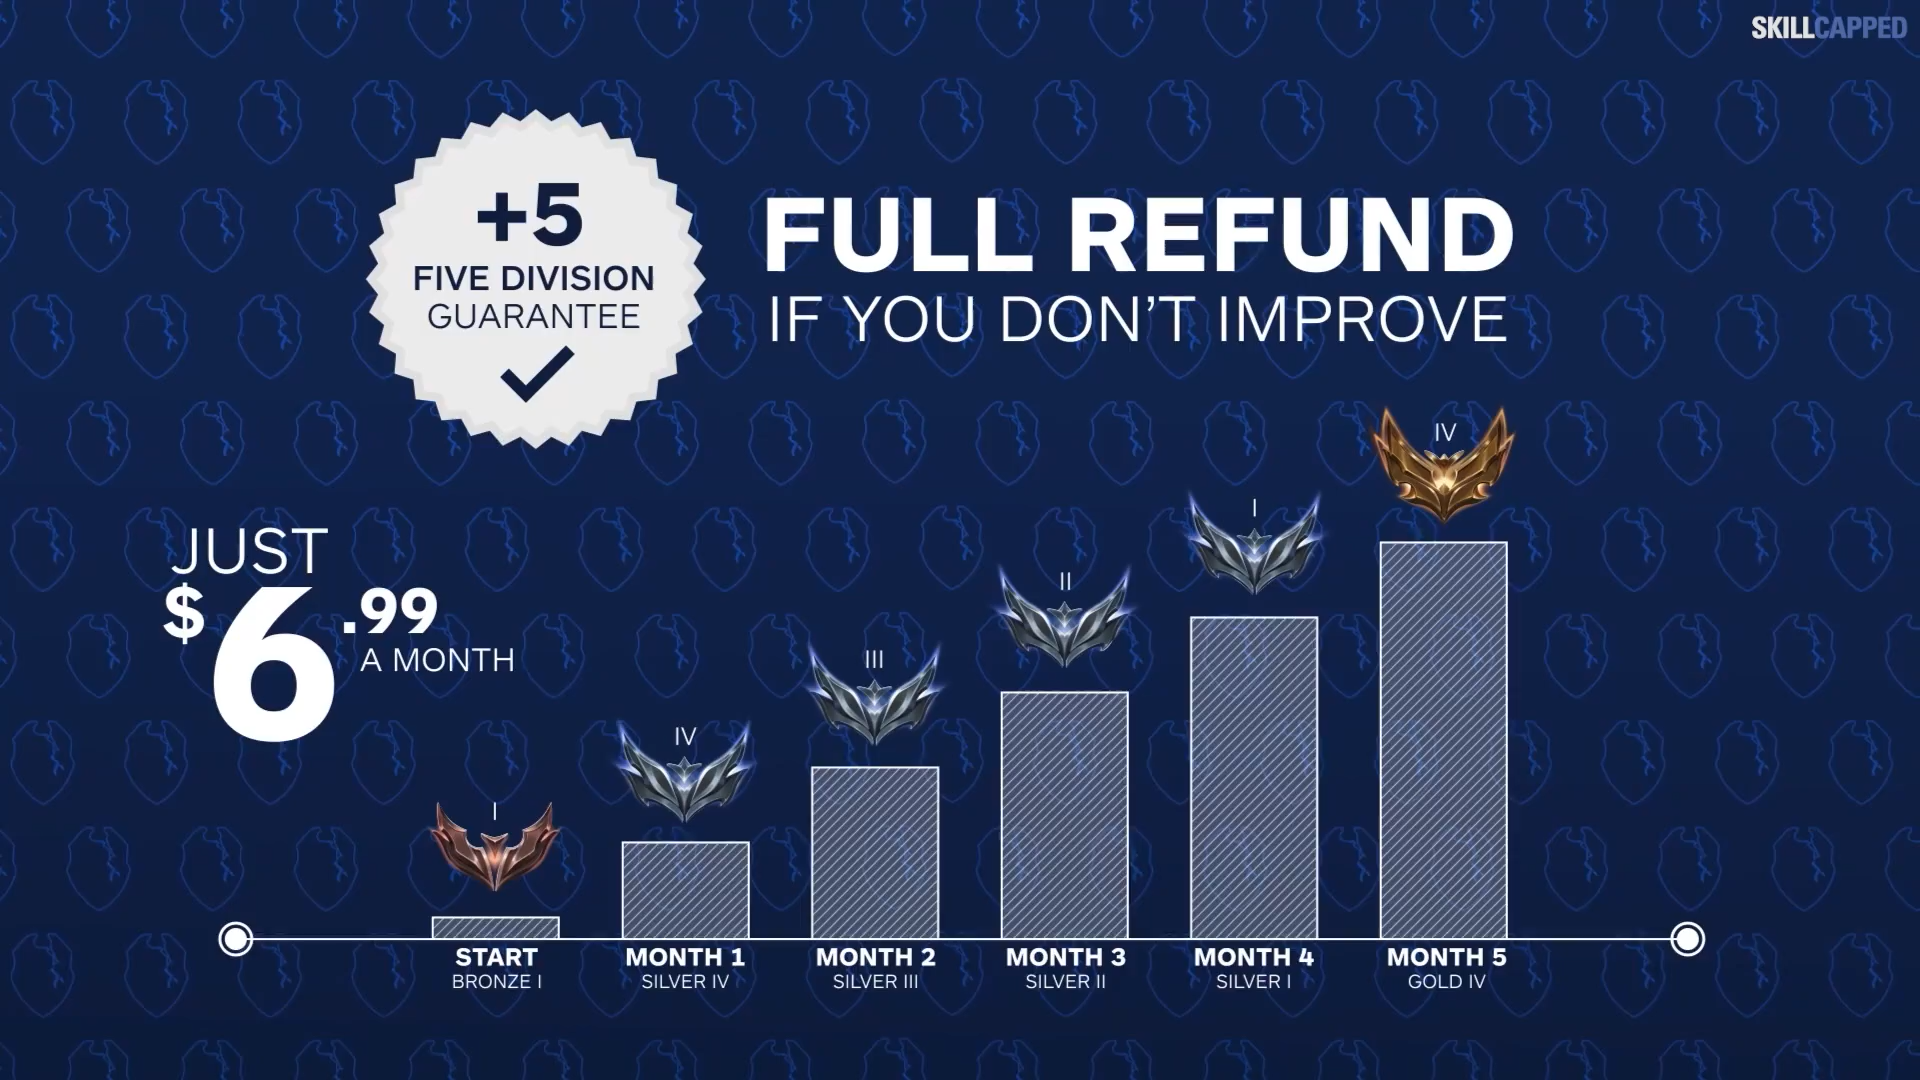 SKILLCAPPED
+5
FIVE DIVISION
GUARANTEE
FULL REFUND
IF YOU DON'T IMPROVE
JUST
$6.99
A MONTH
I
IV
III
II
I
IV
START
BRONZE I
MONTH 1
SILVER IV
MONTH 2
SILVER III
MONTH 3
SILVER II
MONTH 4
SILVER I
MONTH 5
GOLD IV